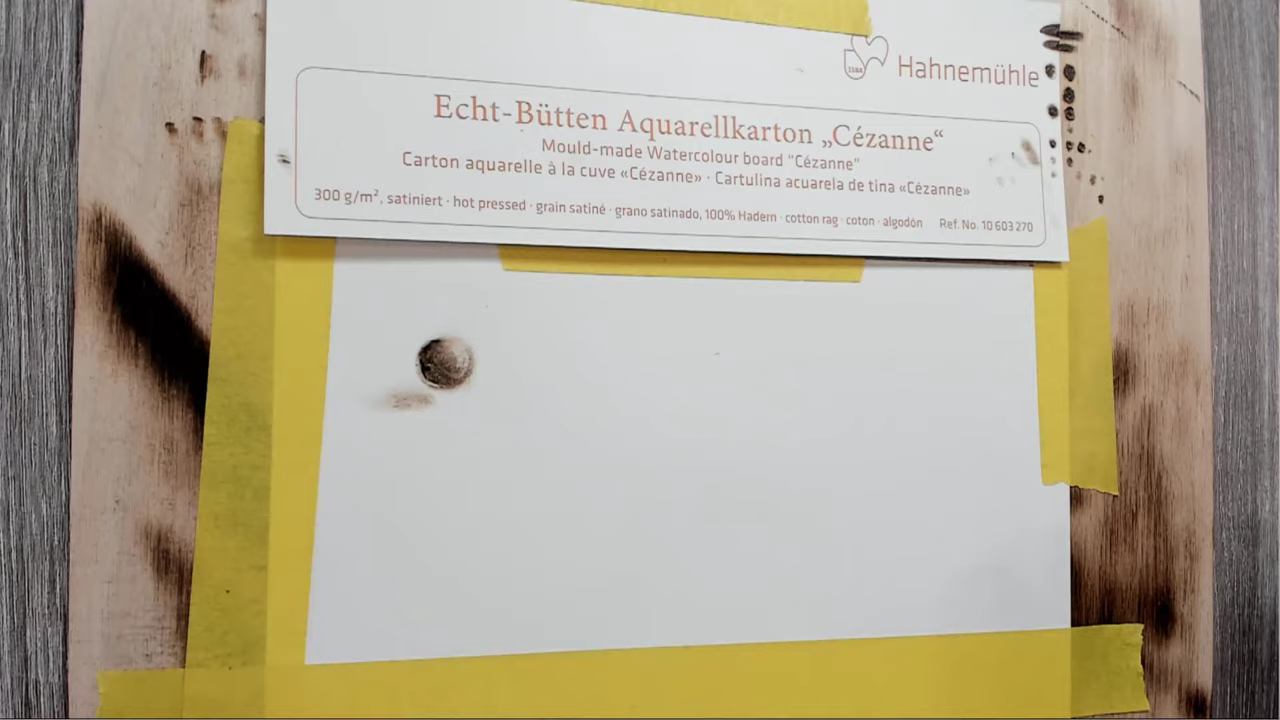 1584
Hahnemühle
Echt-Bütten Aquarellkarton „Cézanne“
Mould-made Watercolour board "Cézanne"
Carton aquarelle à la cuve «Cézanne» · Cartulina acuarela de tina «Cézanne»
300 g/m², satiniert · hot pressed · grain satiné · grano satinado, 100% Hadern · cotton rag · coton · algodón Ref. No. 10 603 270